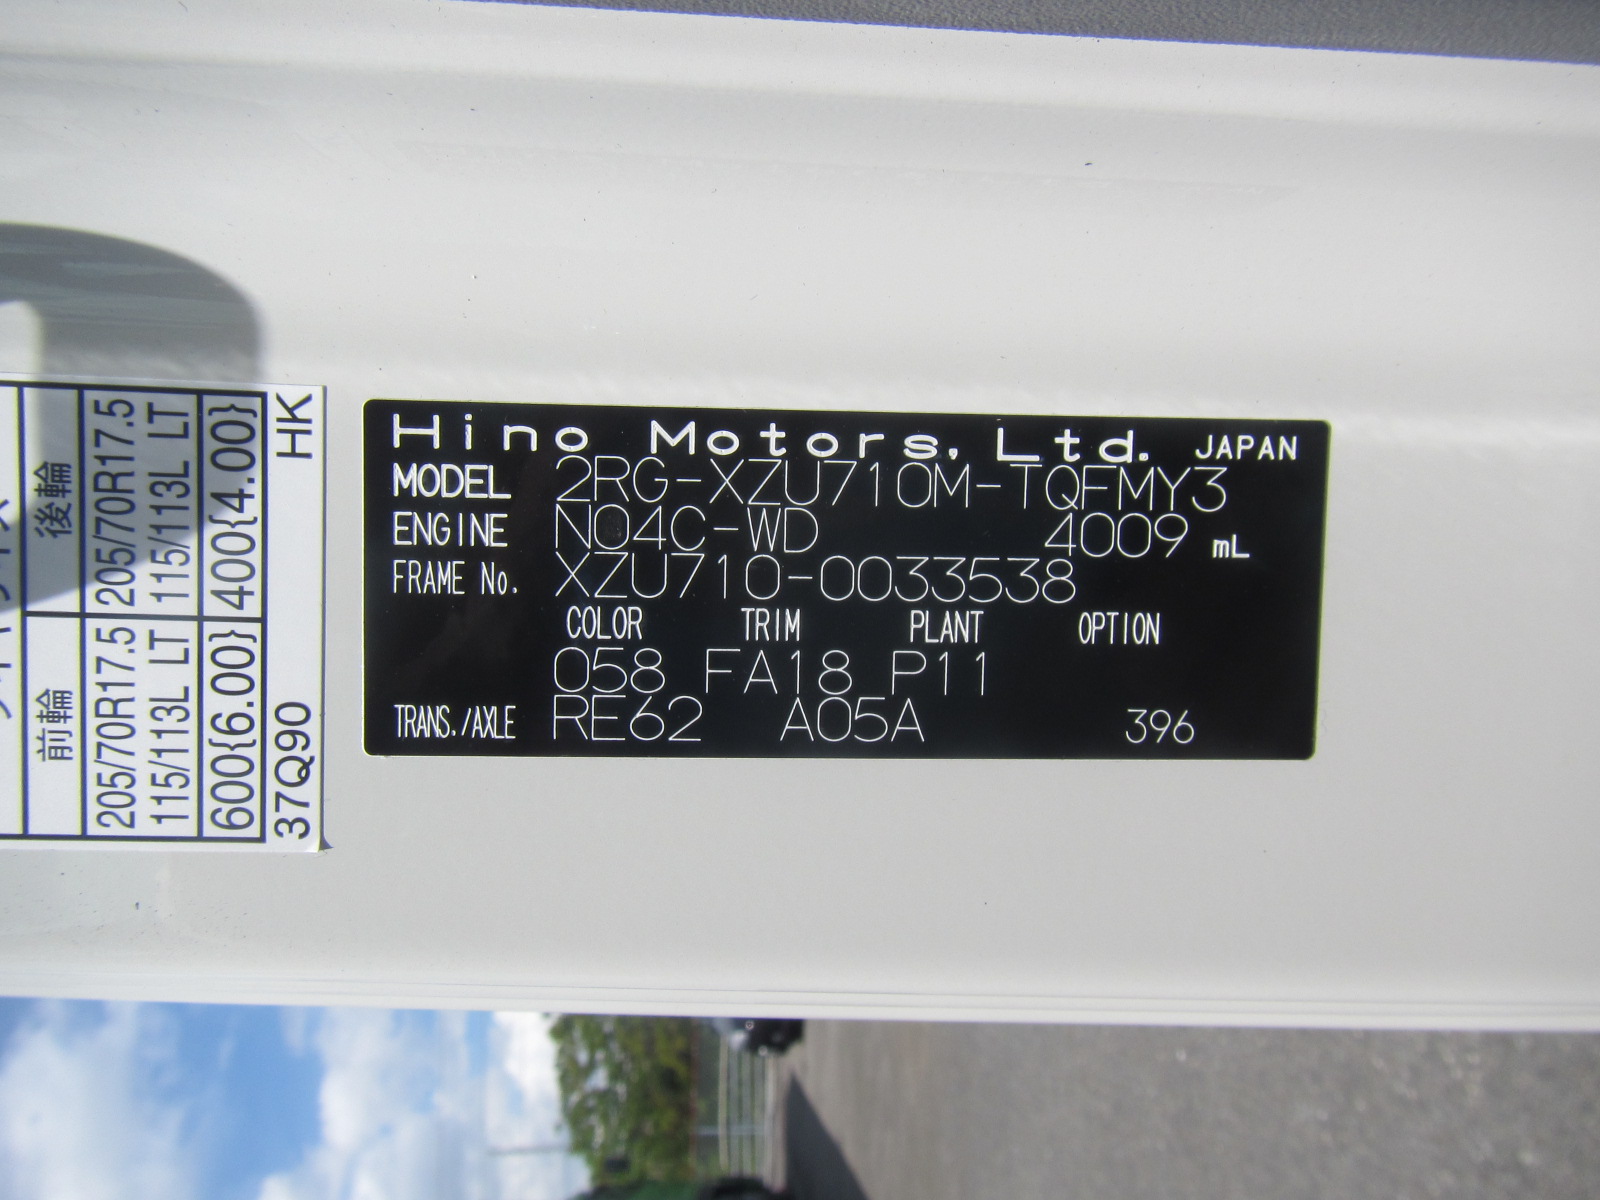 Hino Motors, Ltd. JAPAN
MODEL 2RG-XZU710M-TQFMY3
ENGINE N04C-WD 4009 mL
FRAME No. XZU710-0033538
COLOR TRIM PLANT OPTION
058 FA18 P11
TRANS./AXLE RE62 A05A 396
前輪 後輪
205/70R17.5 205/70R17.5
115/113L LT 115/113L LT
600{6.00} 400{4.00}
37Q90 HK